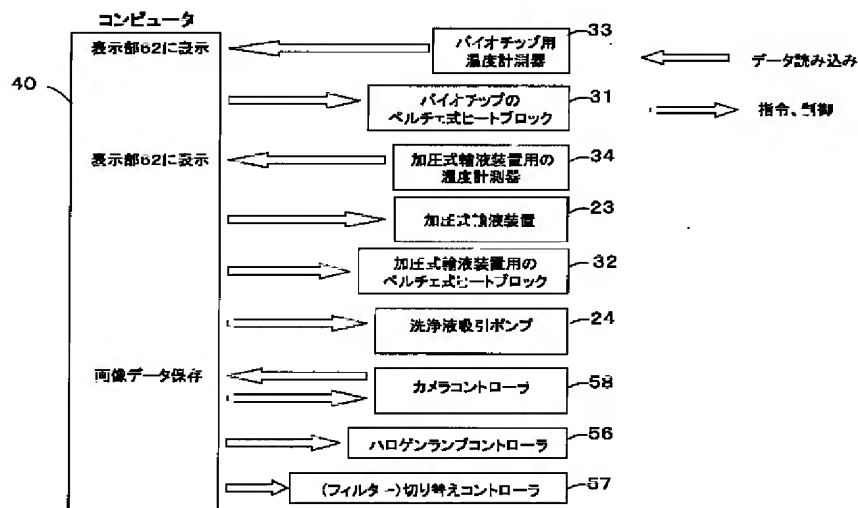 コンピュータ
40
表示部62に表示
バイオチップ用
温度計測器
33
データ読み込み
バイオチップの
ペルチェ式ヒートブロック
31
指令、制御
表示部62に表示
加圧式輸液装置用の
温度計測器
34
加圧式輸液装置
23
加圧式輸液装置用の
ペルチェ式ヒートブロック
32
洗浄液吸引ポンプ
24
画像データ保存
カメラコントローラ
58
ハロゲンランプコントローラ
56
(フィルター)切り替えコントローラ
57